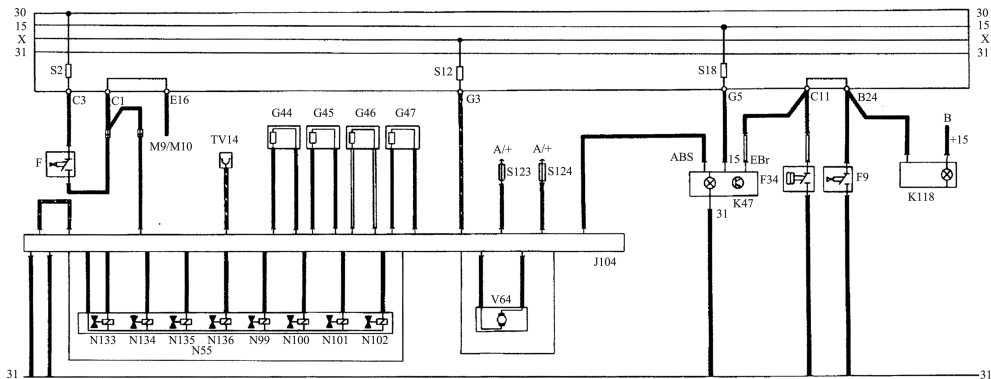 30 30
15 15
X X
31 31
S2 S12 S18
C3 C1 E16 G3 G5 C11 B24
G44 G45 G46 G47
M9/M10
TV14
A/+ A/+
S123 S124
F
ABS 15 EBr
B
+15
F34 F9
K47
K118
31
J104
V64
N133 N134 N135 N136 N99 N100 N101 N102
N55
31 31